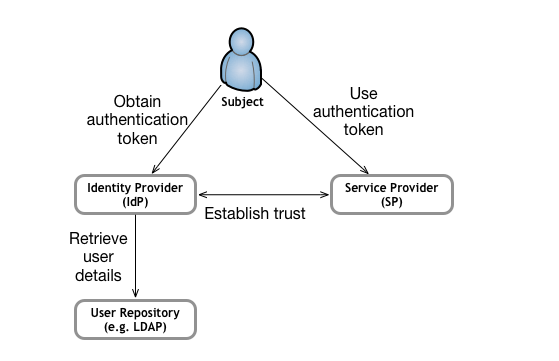 Subject
Obtain
authentication
token
Use
authentication
token
Identity Provider
(IdP)
Service Provider
(SP)
Establish trust
Retrieve
user
details
User Repository
(e.g. LDAP)